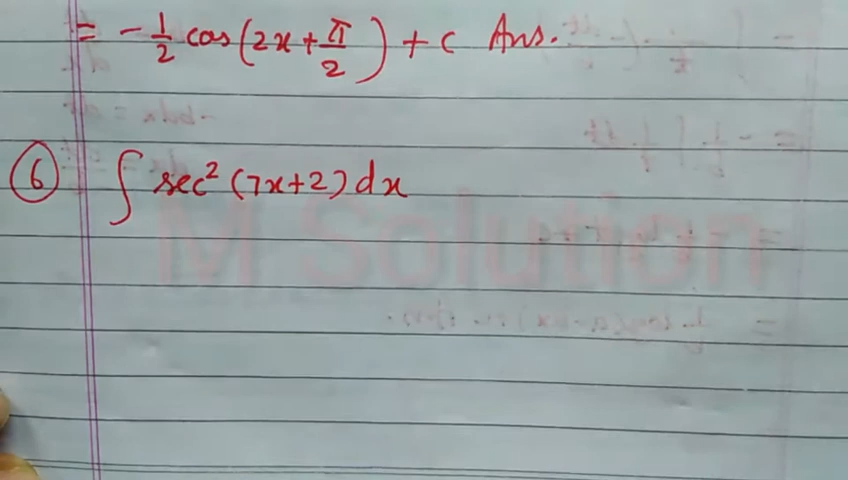 = -1/2 cos(2x + π/2) + c Ans.
⑥ ∫ sec² (7x+2) dx
M Solution